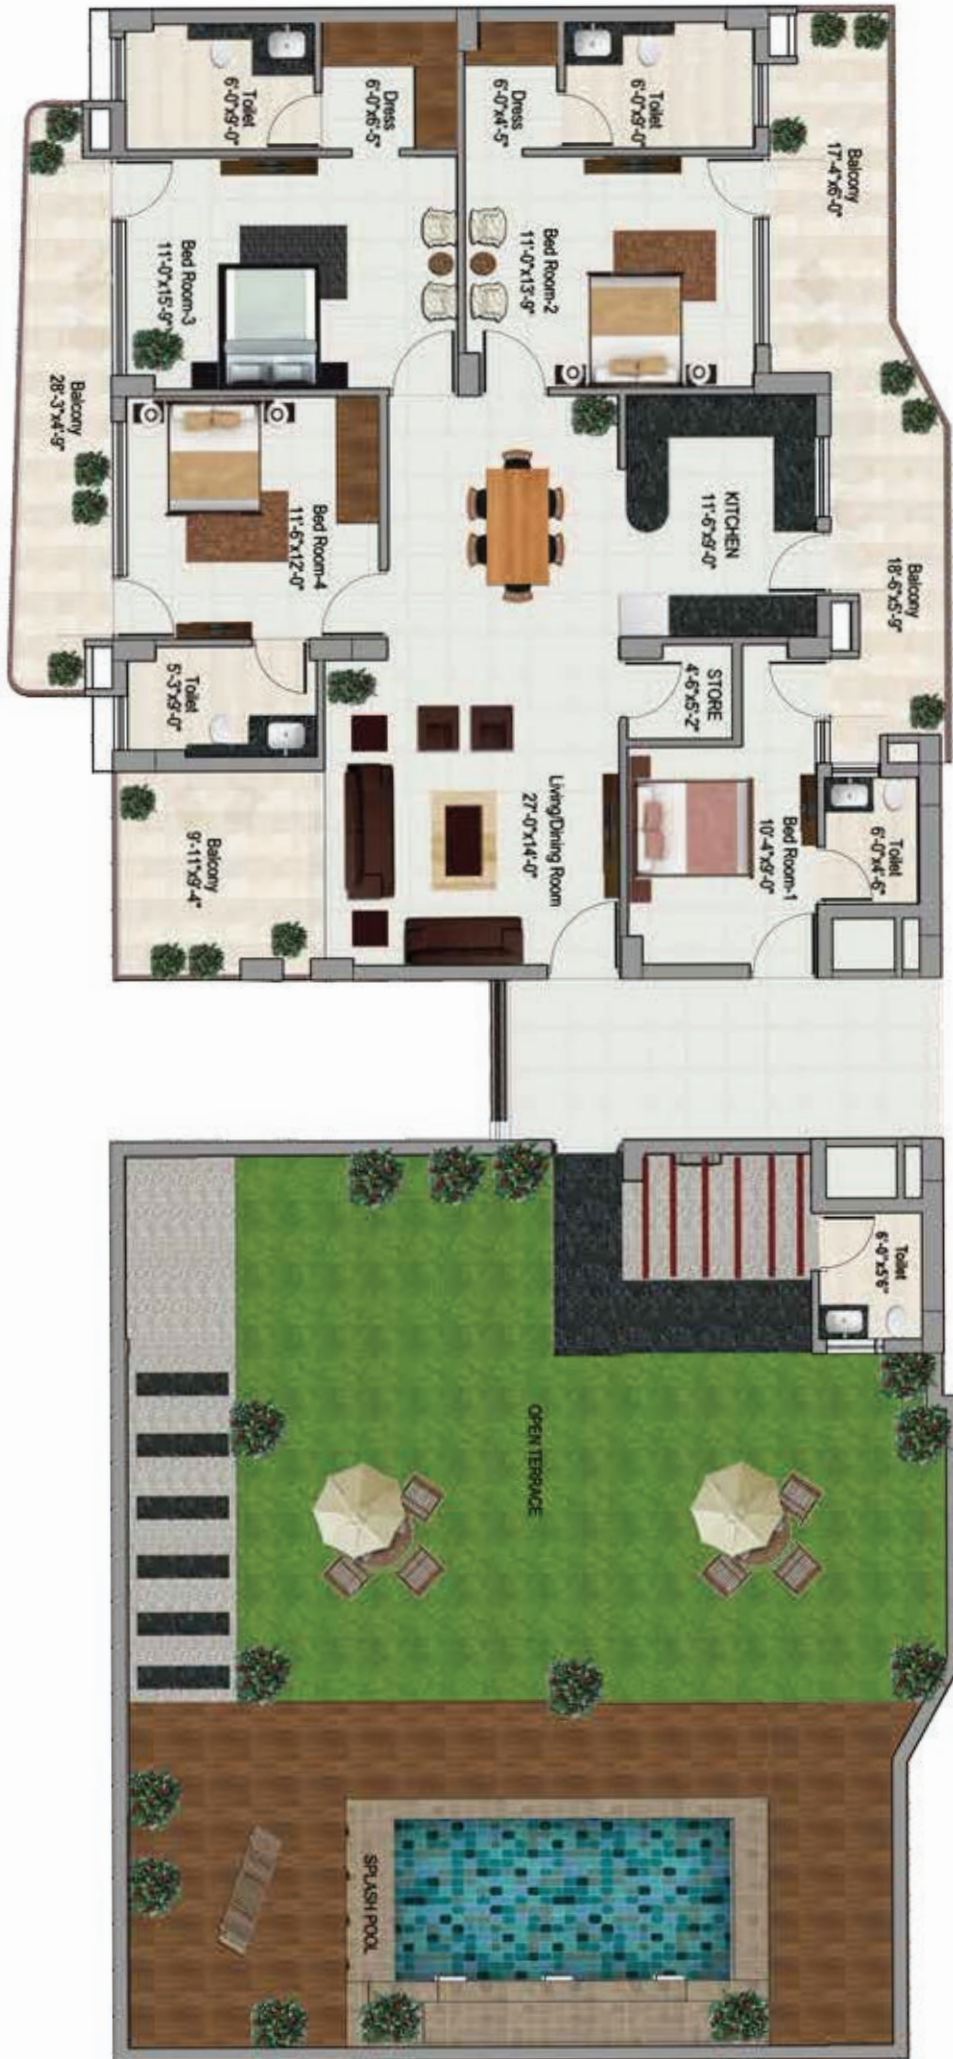 Toilet
6'-0"x9'-0"
Dress
6'-0"x6'-5"
Dress
6'-0"x4'-5"
Toilet
6'-0"x9'-0"
Balcony
17'-4"x6'-0"
Bed Room-3
11'-0"x15'-9"
Bed Room-2
11'-0"x13'-9"
Balcony
28'-3"x4'-9"
Bed Room-4
11'-6"x12'-0"
KITCHEN
11'-6"x9'-0"
Balcony
18'-6"x5'-9"
Toilet
5'-3"x9'-0"
STORE
4'-6"x5'-2"
Living/Dining Room
27'-0"x14'-0"
Bed Room-1
10'-4"x9'-0"
Toilet
6'-0"x4'-6"
Balcony
9'-11"x9'-4"
Toilet
6'-0"x5'6"
OPEN TERRACE
SPLASH POOL